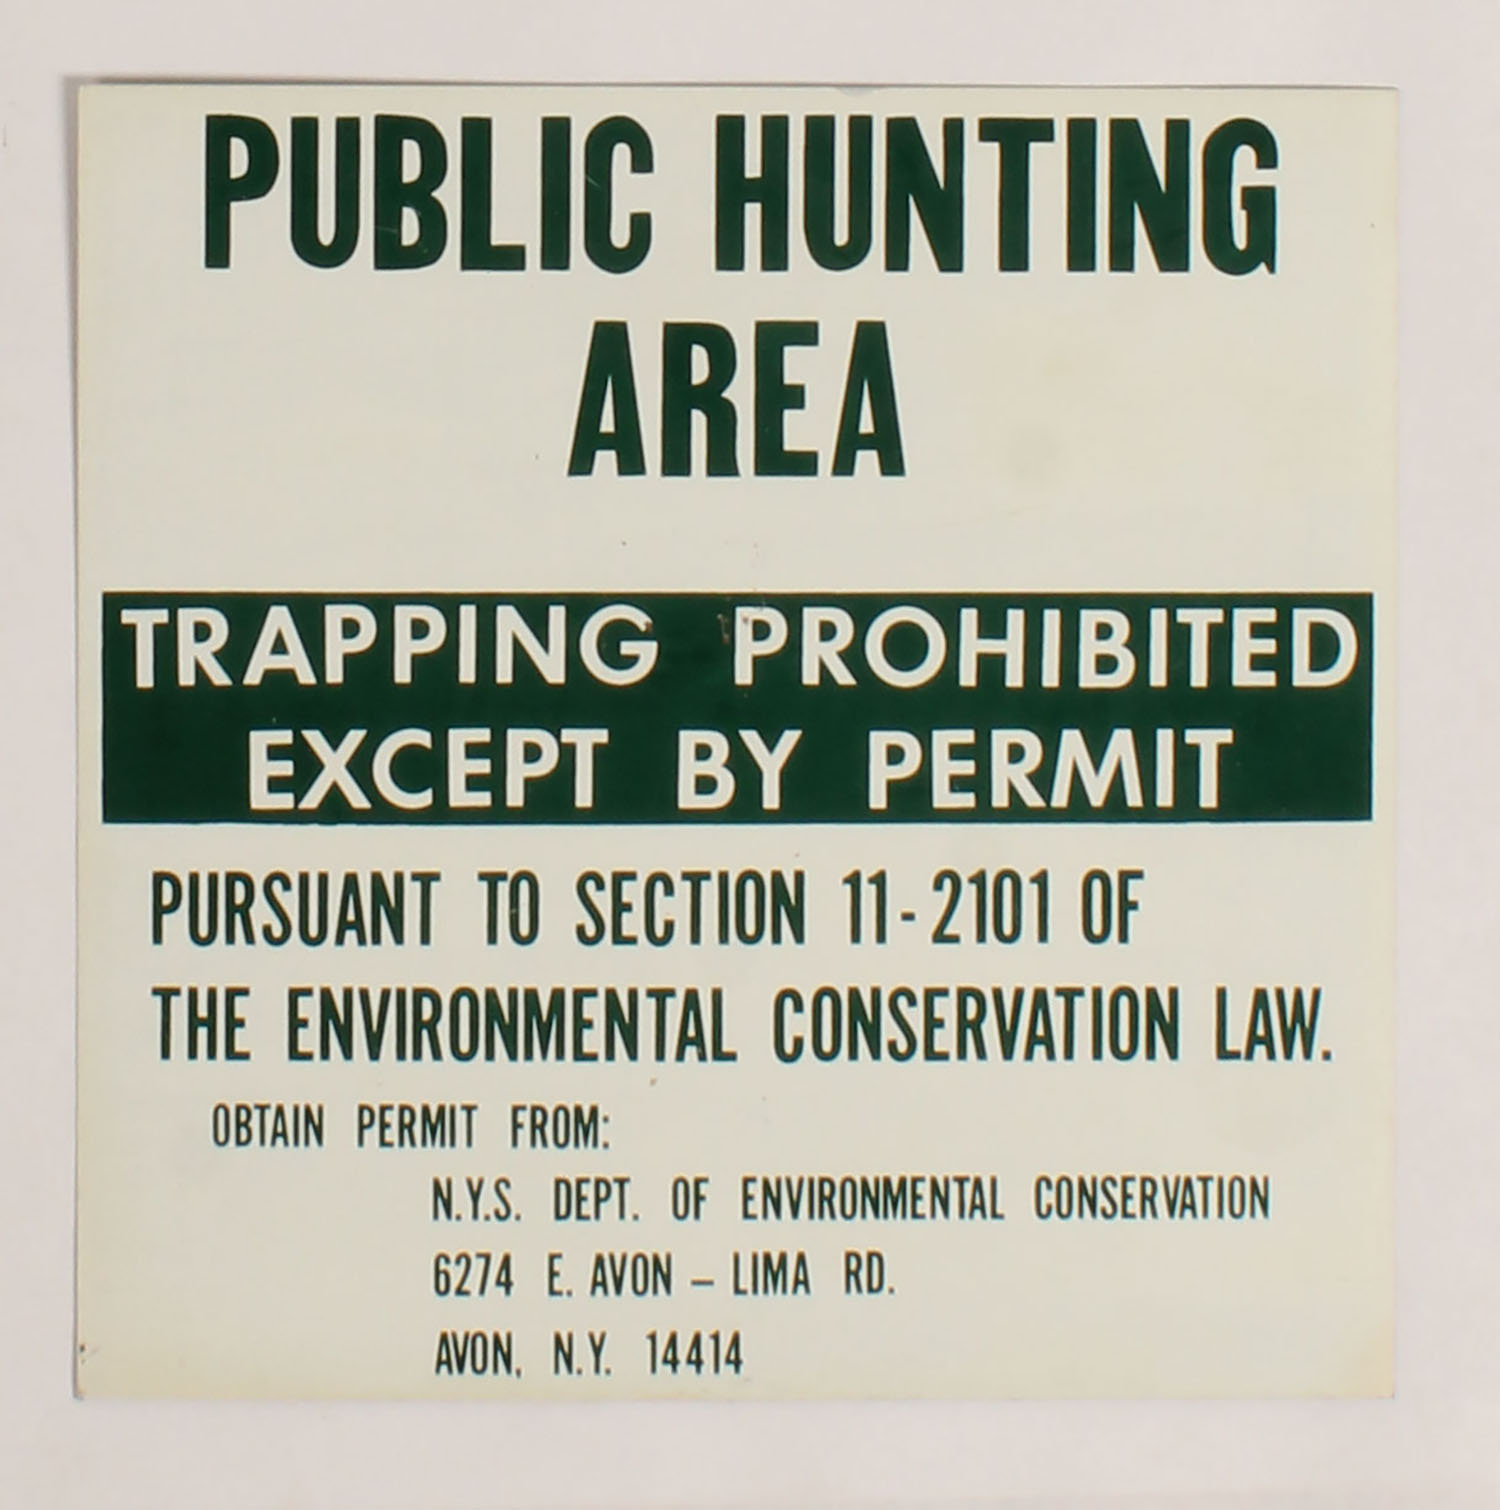 PUBLIC HUNTING
AREA
TRAPPING PROHIBITED
EXCEPT BY PERMIT
PURSUANT TO SECTION 11-2101 OF
THE ENVIRONMENTAL CONSERVATION LAW.
OBTAIN PERMIT FROM:
N.Y.S. DEPT. OF ENVIRONMENTAL CONSERVATION
6274 E. AVON – LIMA RD.
AVON, N.Y. 14414